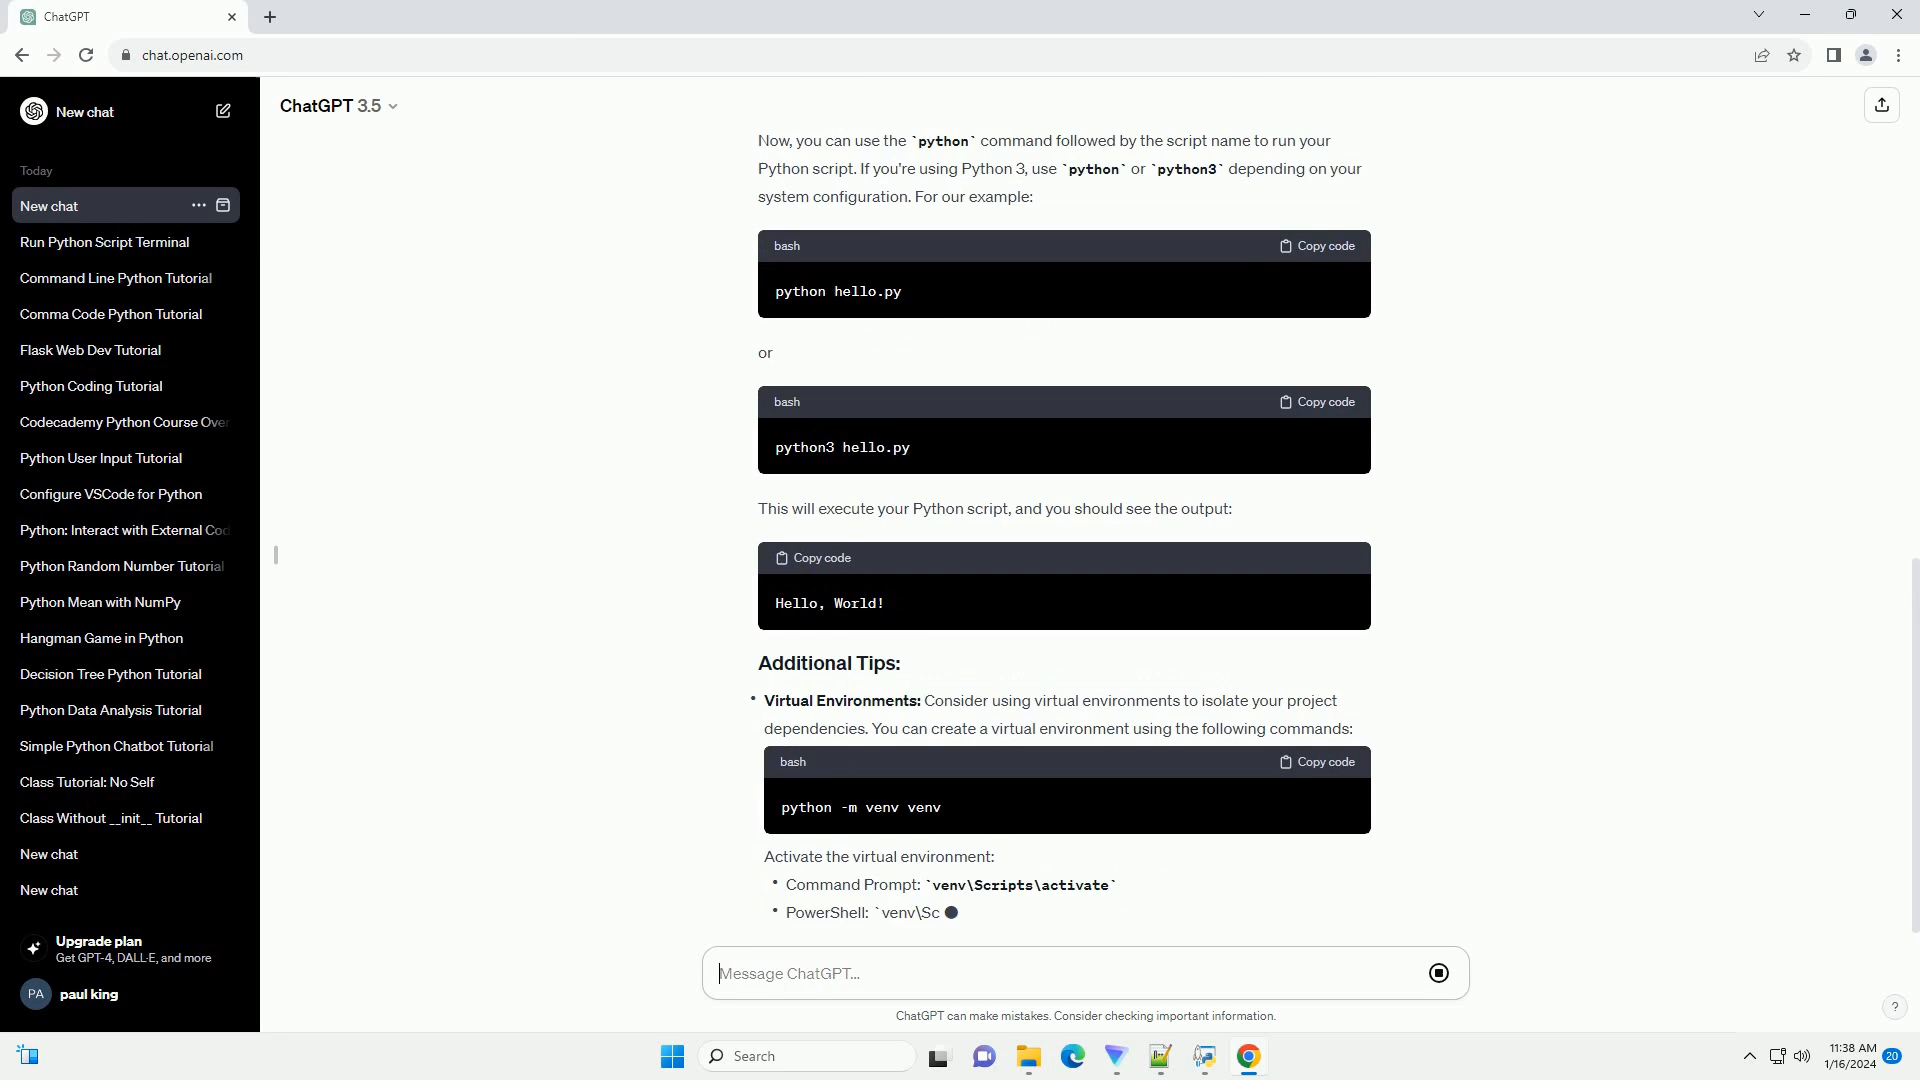 ChatGPT
chat.openai.com
New chat
Today
New chat
Run Python Script Terminal
Command Line Python Tutorial
Comma Code Python Tutorial
Flask Web Dev Tutorial
Python Coding Tutorial
Codecademy Python Course Over
Python User Input Tutorial
Configure VSCode for Python
Python: Interact with External Cod
Python Random Number Tutorial
Python Mean with NumPy
Hangman Game in Python
Decision Tree Python Tutorial
Python Data Analysis Tutorial
Simple Python Chatbot Tutorial
Class Tutorial: No Self
Class Without __init__ Tutorial
New chat
New chat
Upgrade plan
Get GPT-4, DALL·E, and more
PA paul king
ChatGPT 3.5
Now, you can use the `python` command followed by the script name to run your
Python script. If you're using Python 3, use `python` or `python3` depending on your
system configuration. For our example:
bash Copy code
python hello.py
or
bash Copy code
python3 hello.py
This will execute your Python script, and you should see the output:
Copy code
Hello, World!
Additional Tips:
• Virtual Environments: Consider using virtual environments to isolate your project
dependencies. You can create a virtual environment using the following commands:
bash Copy code
python -m venv venv
Activate the virtual environment:
• Command Prompt: `venv\Scripts\activate`
• PowerShell: `venv\Sc
Message ChatGPT…
ChatGPT can make mistakes. Consider checking important information.
?
Search
11:38 AM
1/16/2024
20